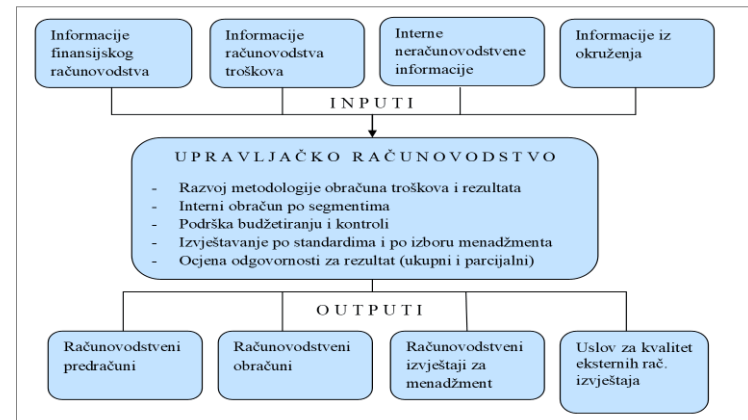 Informacije
finansijskog
računovodstva
Informacije
računovodstva
troškova
Interne
neračunovodstvene
informacije
Informacije iz
okruženja
INPUTI
UPRAVLJAČKO RAČUNOVODSTVO
- Razvoj metodologije obračuna troškova i rezultata
- Interni obračun po segmentima
- Podrška budžetiranju i kontroli
- Izvještavanje po standardima i po izboru menadžmenta
- Ocjena odgovornosti za rezultat (ukupni i parcijalni)
OUTPUTI
Računovodstveni
predračuni
Računovodstveni
obračuni
Računovodstveni
izvještaji za
menadžment
Uslov za kvalitet
eksternih rač.
izvještaja